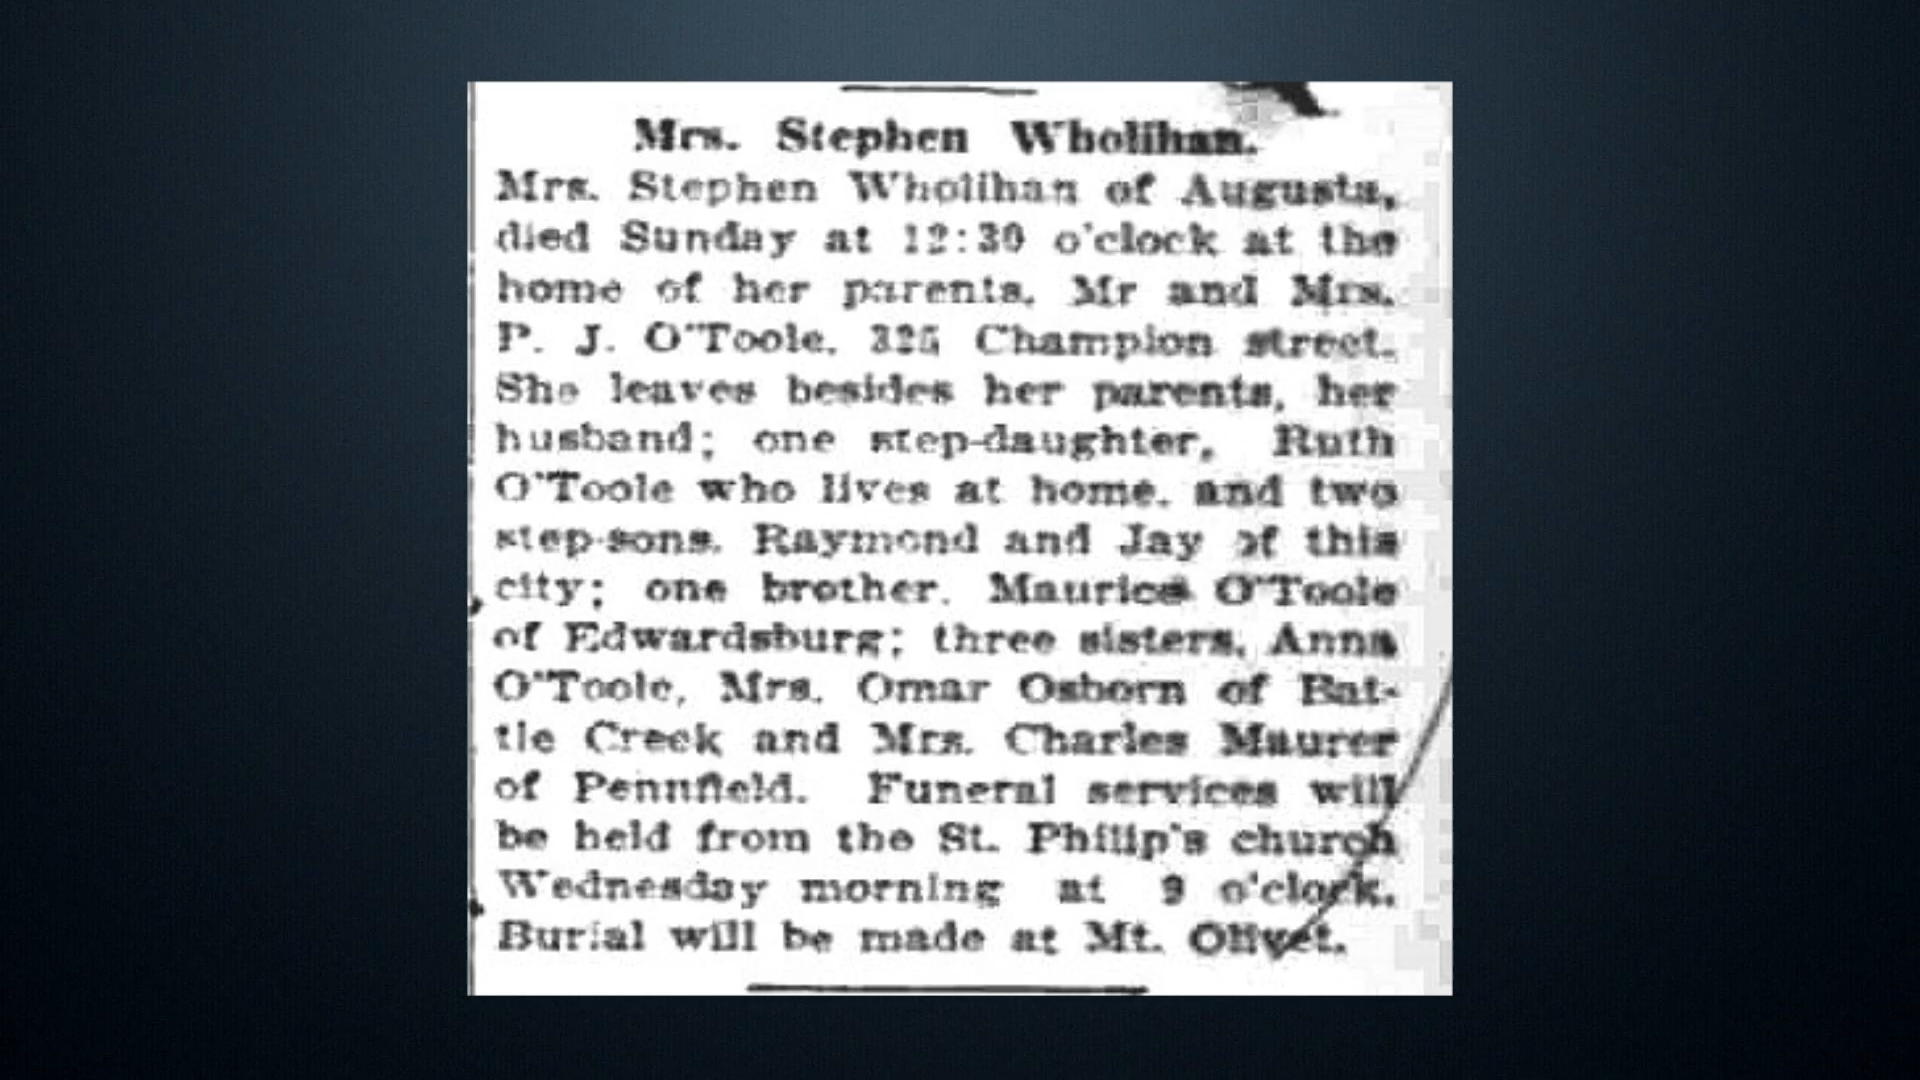 Mrs. Stephen Wholihan.
Mrs. Stephen Wholihan of Augusta,
died Sunday at 12:30 o'clock at the
home of her parents, Mr and Mrs.
P. J. O'Toole, 325 Champion street.
She leaves besides her parents, her
husband; one step-daughter, Ruth
O'Toole who lives at home, and two
step-sons, Raymond and Jay of this
city; one brother, Maurice O'Toole
of Edwardsburg; three sisters, Anna
O'Toole, Mrs. Omar Osborn of Bat-
tle Creek and Mrs. Charles Maurer
of Pennfield. Funeral services will
be held from the St. Philip's church
Wednesday morning at 9 o'clock.
Burial will be made at Mt. Olivet.